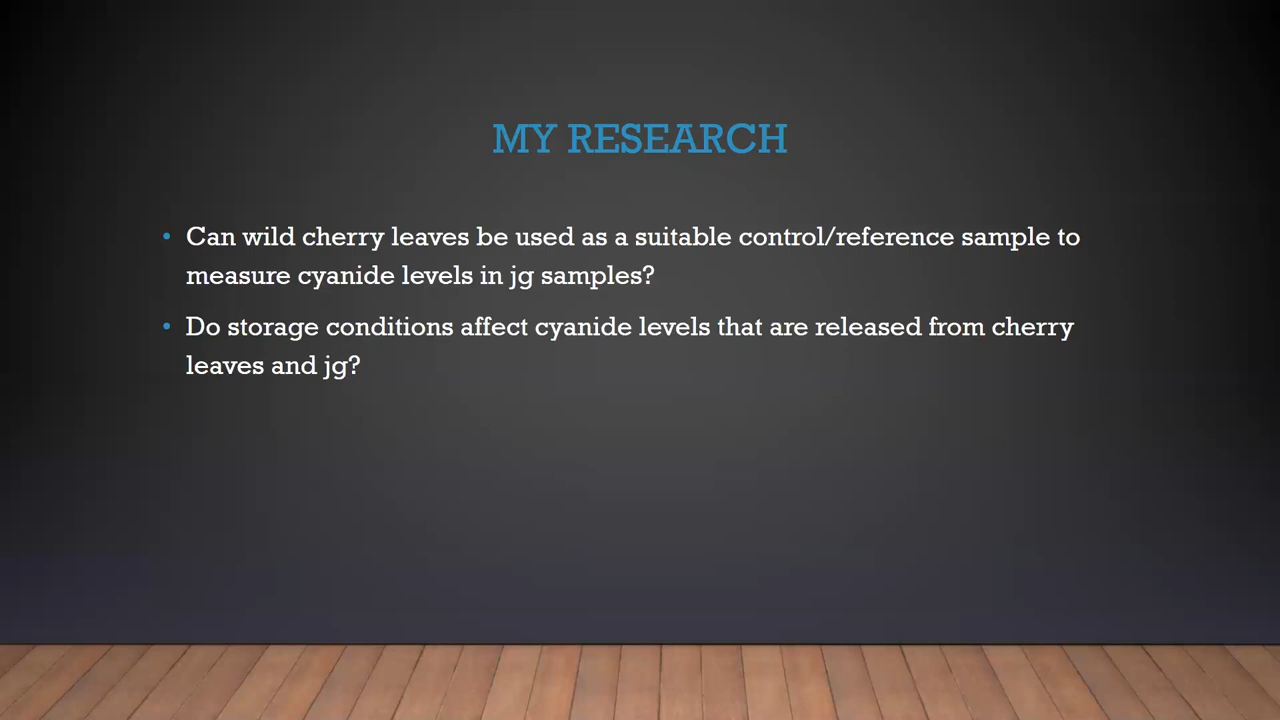 MY RESEARCH
• Can wild cherry leaves be used as a suitable control/reference sample to
measure cyanide levels in jg samples?
• Do storage conditions affect cyanide levels that are released from cherry
leaves and jg?